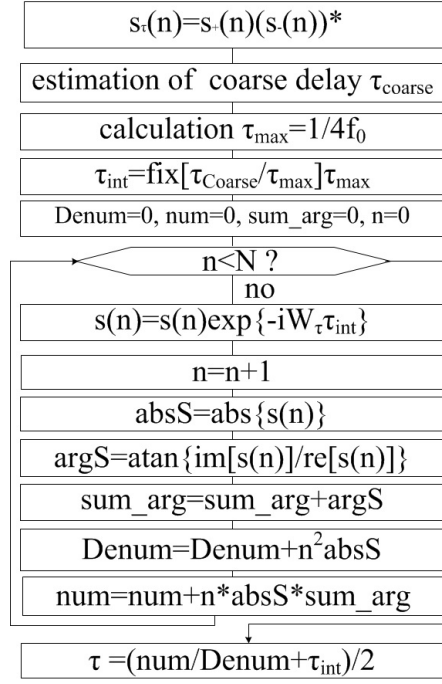 sτ(n)=s₊(n)(s₋(n))*
estimation of coarse delay τcoarse
calculation τmax=1/4f₀
τint=fix[τCoarse/τmax]τmax
Denum=0, num=0, sum_arg=0, n=0
n<N ?
no
s(n)=s(n)exp{-iWττint}
n=n+1
absS=abs{s(n)}
argS=atan{im[s(n)]/re[s(n)]}
sum_arg=sum_arg+argS
Denum=Denum+n²absS
num=num+n*absS*sum_arg
τ =(num/Denum+τint)/2